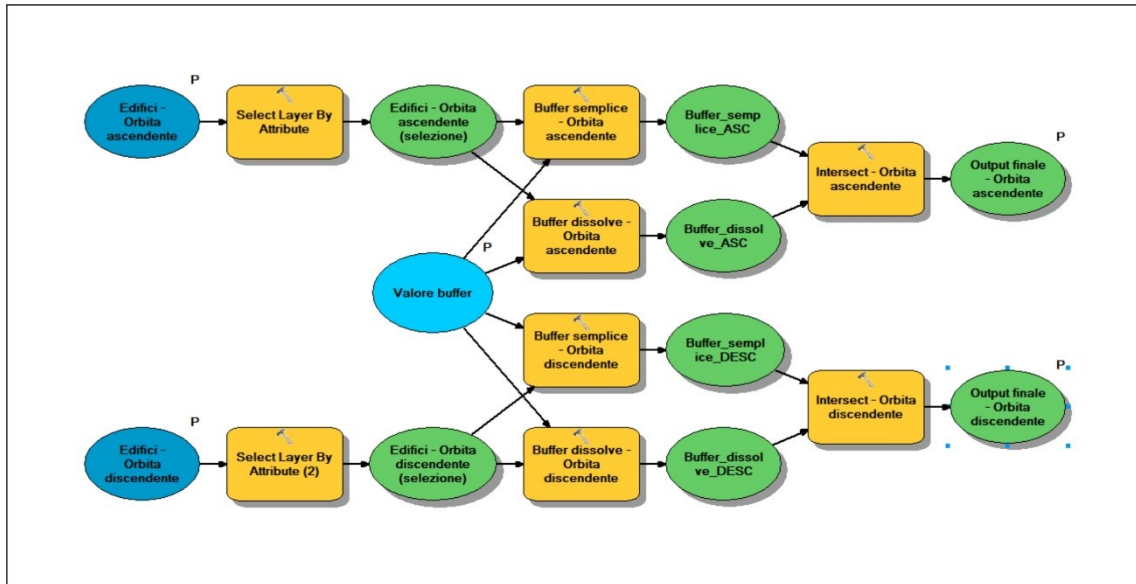 P
Edifici -
Orbita
ascendente
Select Layer By
Attribute
Edifici - Orbita
ascendente
(selezione)
Buffer semplice
- Orbita
ascendente
Buffer_semp
lice_ASC
Intersect - Orbita
ascendente
P
Output finale
- Orbita
ascendente
Buffer dissolve -
Orbita
ascendente
Buffer_dissol
ve_ASC
P
Valore buffer
Buffer semplice
- Orbita
discendente
Buffer_sempl
ice_DESC
Intersect - Orbita
discendente
P
Output finale
- Orbita
discendente
P
Edifici -
Orbita
discendente
Select Layer By
Attribute (2)
Edifici - Orbita
discendente
(selezione)
Buffer dissolve -
Orbita
discendente
Buffer_dissol
ve_DESC